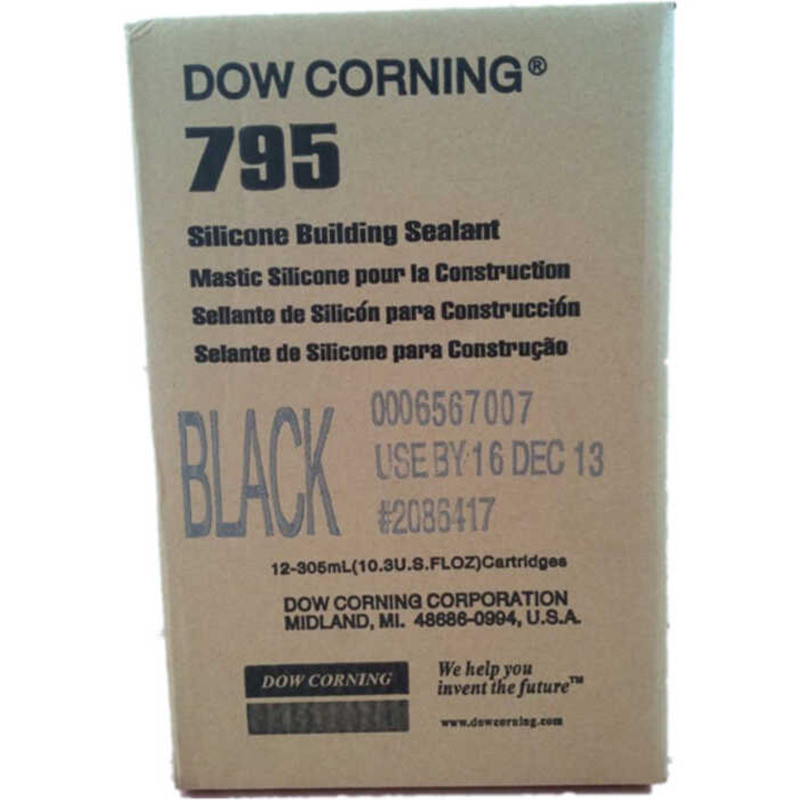 DOW CORNING®
795
Silicone Building Sealant
Mastic Silicone pour la Construction
Sellante de Silicón para Construcción
Selante de Silicone para Construção
BLACK
0006567007
USE BY 16 DEC 13
#2086417
12-305mL(10.3U.S.FLOZ)Cartridges
DOW CORNING CORPORATION
MIDLAND, MI. 48686-0994, U.S.A.
DOW CORNING
We help you
invent the future™
www.dowcorning.com